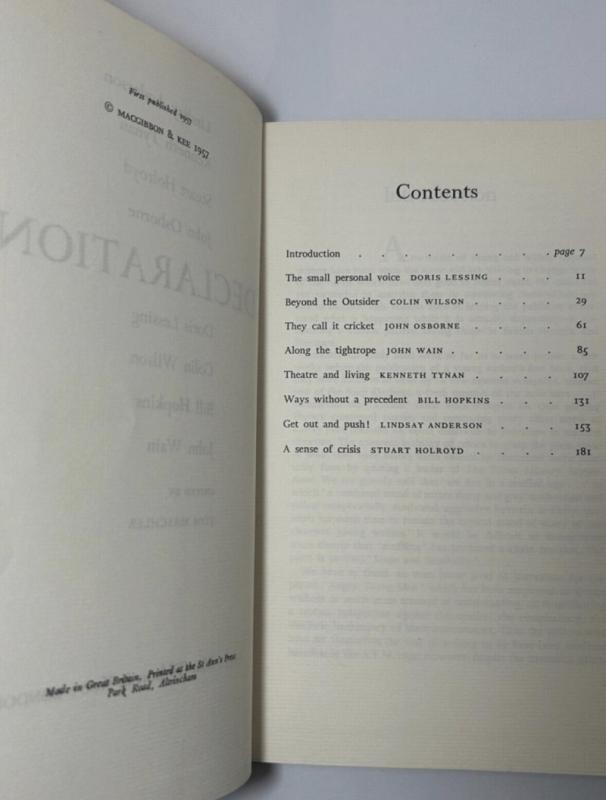 First published 1957
© MACGIBBON & KEE 1957
DECLARATION
Made in Great Britain. Printed at the St Ann's Press
Park Road, Altrincham
Contents
Introduction . . . . . . . . . page 7
The small personal voice DORIS LESSING . . . 11
Beyond the Outsider COLIN WILSON . . . . 29
They call it cricket JOHN OSBORNE . . . . 61
Along the tightrope JOHN WAIN . . . . . 85
Theatre and living KENNETH TYNAN . . . . 107
Ways without a precedent BILL HOPKINS . . . 131
Get out and push! LINDSAY ANDERSON . . . 153
A sense of crisis STUART HOLROYD . . . . 181